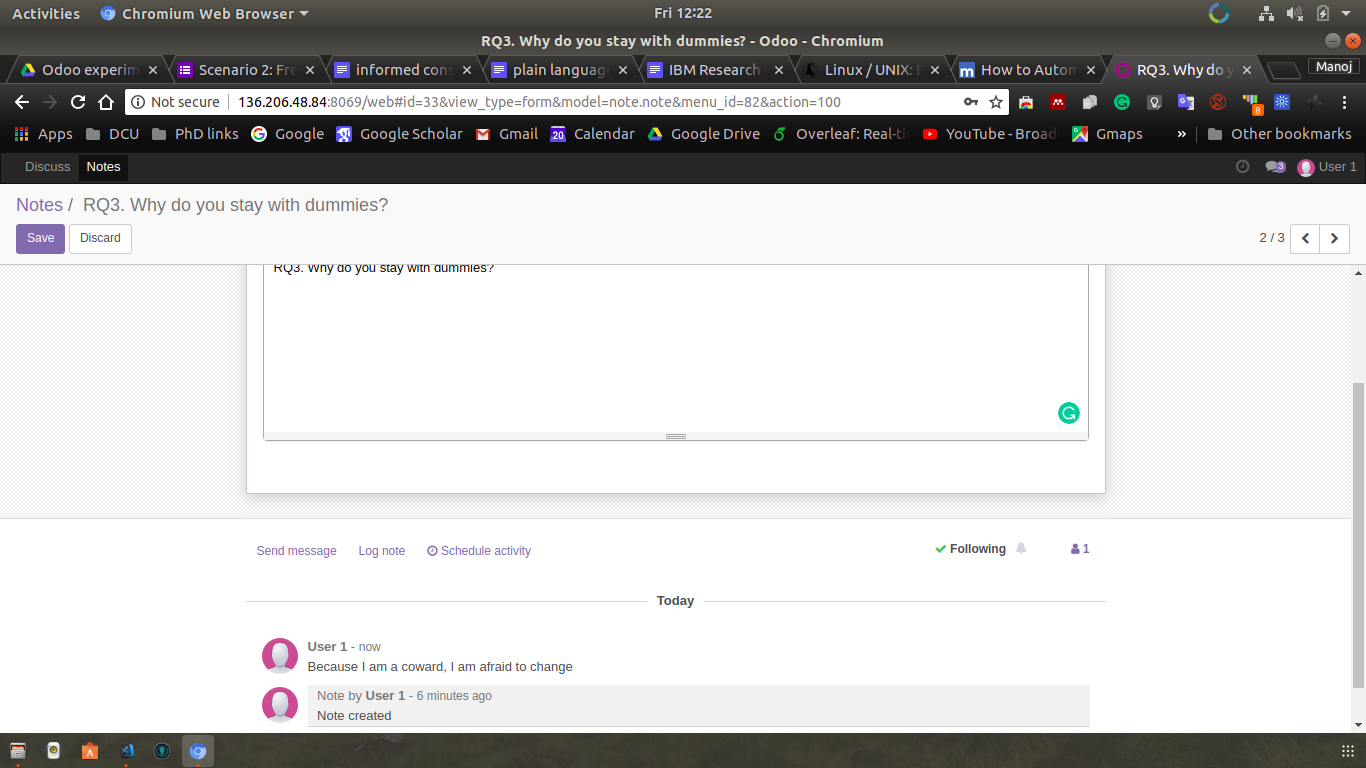 Activities Chromium Web Browser Fri 12:22
RQ3. Why do you stay with dummies? - Odoo - Chromium
Odoo experim Scenario 2: Fre informed cons plain language IBM Research Linux / UNIX: How to Autom RQ3. Why do y Manoj
Not secure 136.206.48.84:8069/web#id=33&view_type=form&model=note.note&menu_id=82&action=100 8
Apps DCU PhD links Google Google Scholar Gmail 20 Calendar Google Drive Overleaf: Real-ti YouTube - Broad Gmaps » Other bookmarks
Discuss Notes 3 User 1
Notes / RQ3. Why do you stay with dummies?
Save Discard 2 / 3
RQ3. Why do you stay with dummies?
Send message Log note Schedule activity Following 1
Today
User 1 - now
Because I am a coward, I am afraid to change
Note by User 1 - 6 minutes ago
Note created